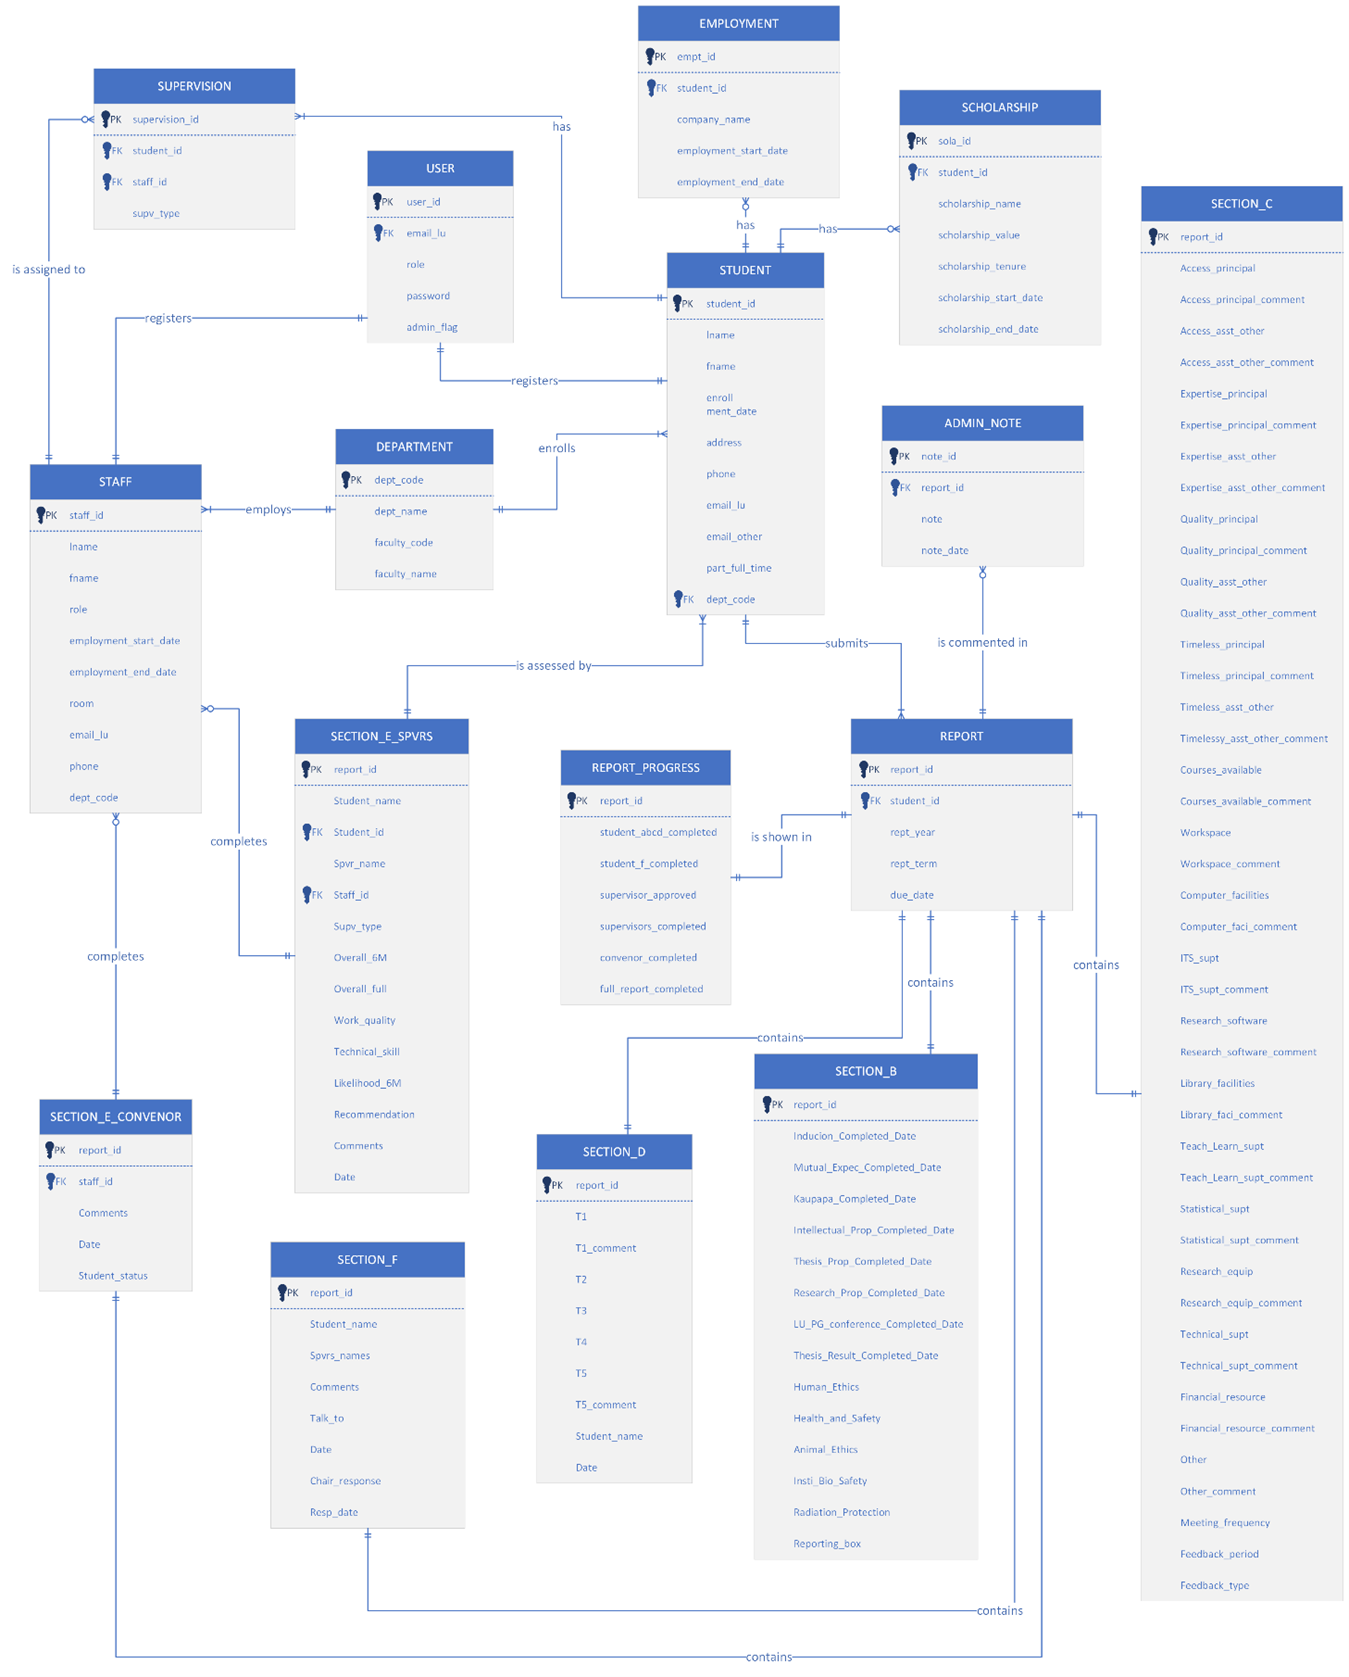 EMPLOYMENT
PK empt_id
FK student_id
company_name
employment_start_date
employment_end_date
SUPERVISION
PK supervision_id
FK student_id
FK staff_id
supv_type
SCHOLARSHIP
PK sola_id
FK student_id
scholarship_name
scholarship_value
scholarship_tenure
scholarship_start_date
scholarship_end_date
has
USER
PK user_id
FK email_lu
role
password
admin_flag
has
has
is assigned to
registers
registers
STUDENT
PK student_id
lname
fname
enroll
ment_date
address
phone
email_lu
email_other
part_full_time
FK dept_code
SECTION_C
PK report_id
Access_principal
Access_principal_comment
Access_asst_other
Access_asst_other_comment
Expertise_principal
Expertise_principal_comment
Expertise_asst_other
Expertise_asst_other_comment
Quality_principal
Quality_principal_comment
Quality_asst_other
Quality_asst_other_comment
Timeless_principal
Timeless_principal_comment
Timeless_asst_other
Timelessy_asst_other_comment
Courses_available
Courses_available_comment
Workspace
Workspace_comment
Computer_facilities
Computer_faci_comment
ITS_supt
ITS_supt_comment
Research_software
Research_software_comment
Library_facilities
Library_faci_comment
Teach_Learn_supt
Teach_Learn_supt_comment
Statistical_supt
Statistical_supt_comment
Research_equip
Research_equip_comment
Technical_supt
Technical_supt_comment
Financial_resource
Financial_resource_comment
Other
Other_comment
Meeting_frequency
Feedback_period
Feedback_type
ADMIN_NOTE
PK note_id
FK report_id
note
note_date
DEPARTMENT
PK dept_code
dept_name
faculty_code
faculty_name
enrolls
employs
STAFF
PK staff_id
lname
fname
role
employment_start_date
employment_end_date
room
email_lu
phone
dept_code
is assessed by
submits
is commented in
SECTION_E_SPVRS
PK report_id
Student_name
FK Student_id
Spvr_name
FK Staff_id
Supv_type
Overall_6M
Overall_full
Work_quality
Technical_skill
Likelihood_6M
Recommendation
Comments
Date
REPORT_PROGRESS
PK report_id
student_abcd_completed
student_f_completed
supervisor_approved
supervisors_completed
convenor_completed
full_report_completed
REPORT
PK report_id
FK student_id
rept_year
rept_term
due_date
is shown in
completes
completes
contains
contains
contains
SECTION_B
PK report_id
Inducion_Completed_Date
Mutual_Expec_Completed_Date
Kaupapa_Completed_Date
Intellectual_Prop_Completed_Date
Thesis_Prop_Completed_Date
Research_Prop_Completed_Date
LU_PG_conference_Completed_Date
Thesis_Result_Completed_Date
Human_Ethics
Health_and_Safety
Animal_Ethics
Insti_Bio_Safety
Radiation_Protection
Reporting_box
SECTION_E_CONVENOR
PK report_id
FK staff_id
Comments
Date
Student_status
SECTION_D
PK report_id
T1
T1_comment
T2
T3
T4
T5
T5_comment
Student_name
Date
SECTION_F
PK report_id
Student_name
Spvrs_names
Comments
Talk_to
Date
Chair_response
Resp_date
contains
contains